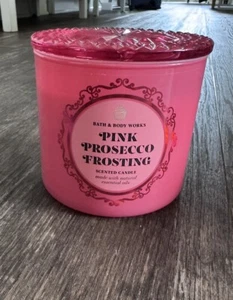 BATH & BODY WORKS
PINK
PROSECCO
FROSTING
SCENTED CANDLE
made with natural
essential oils